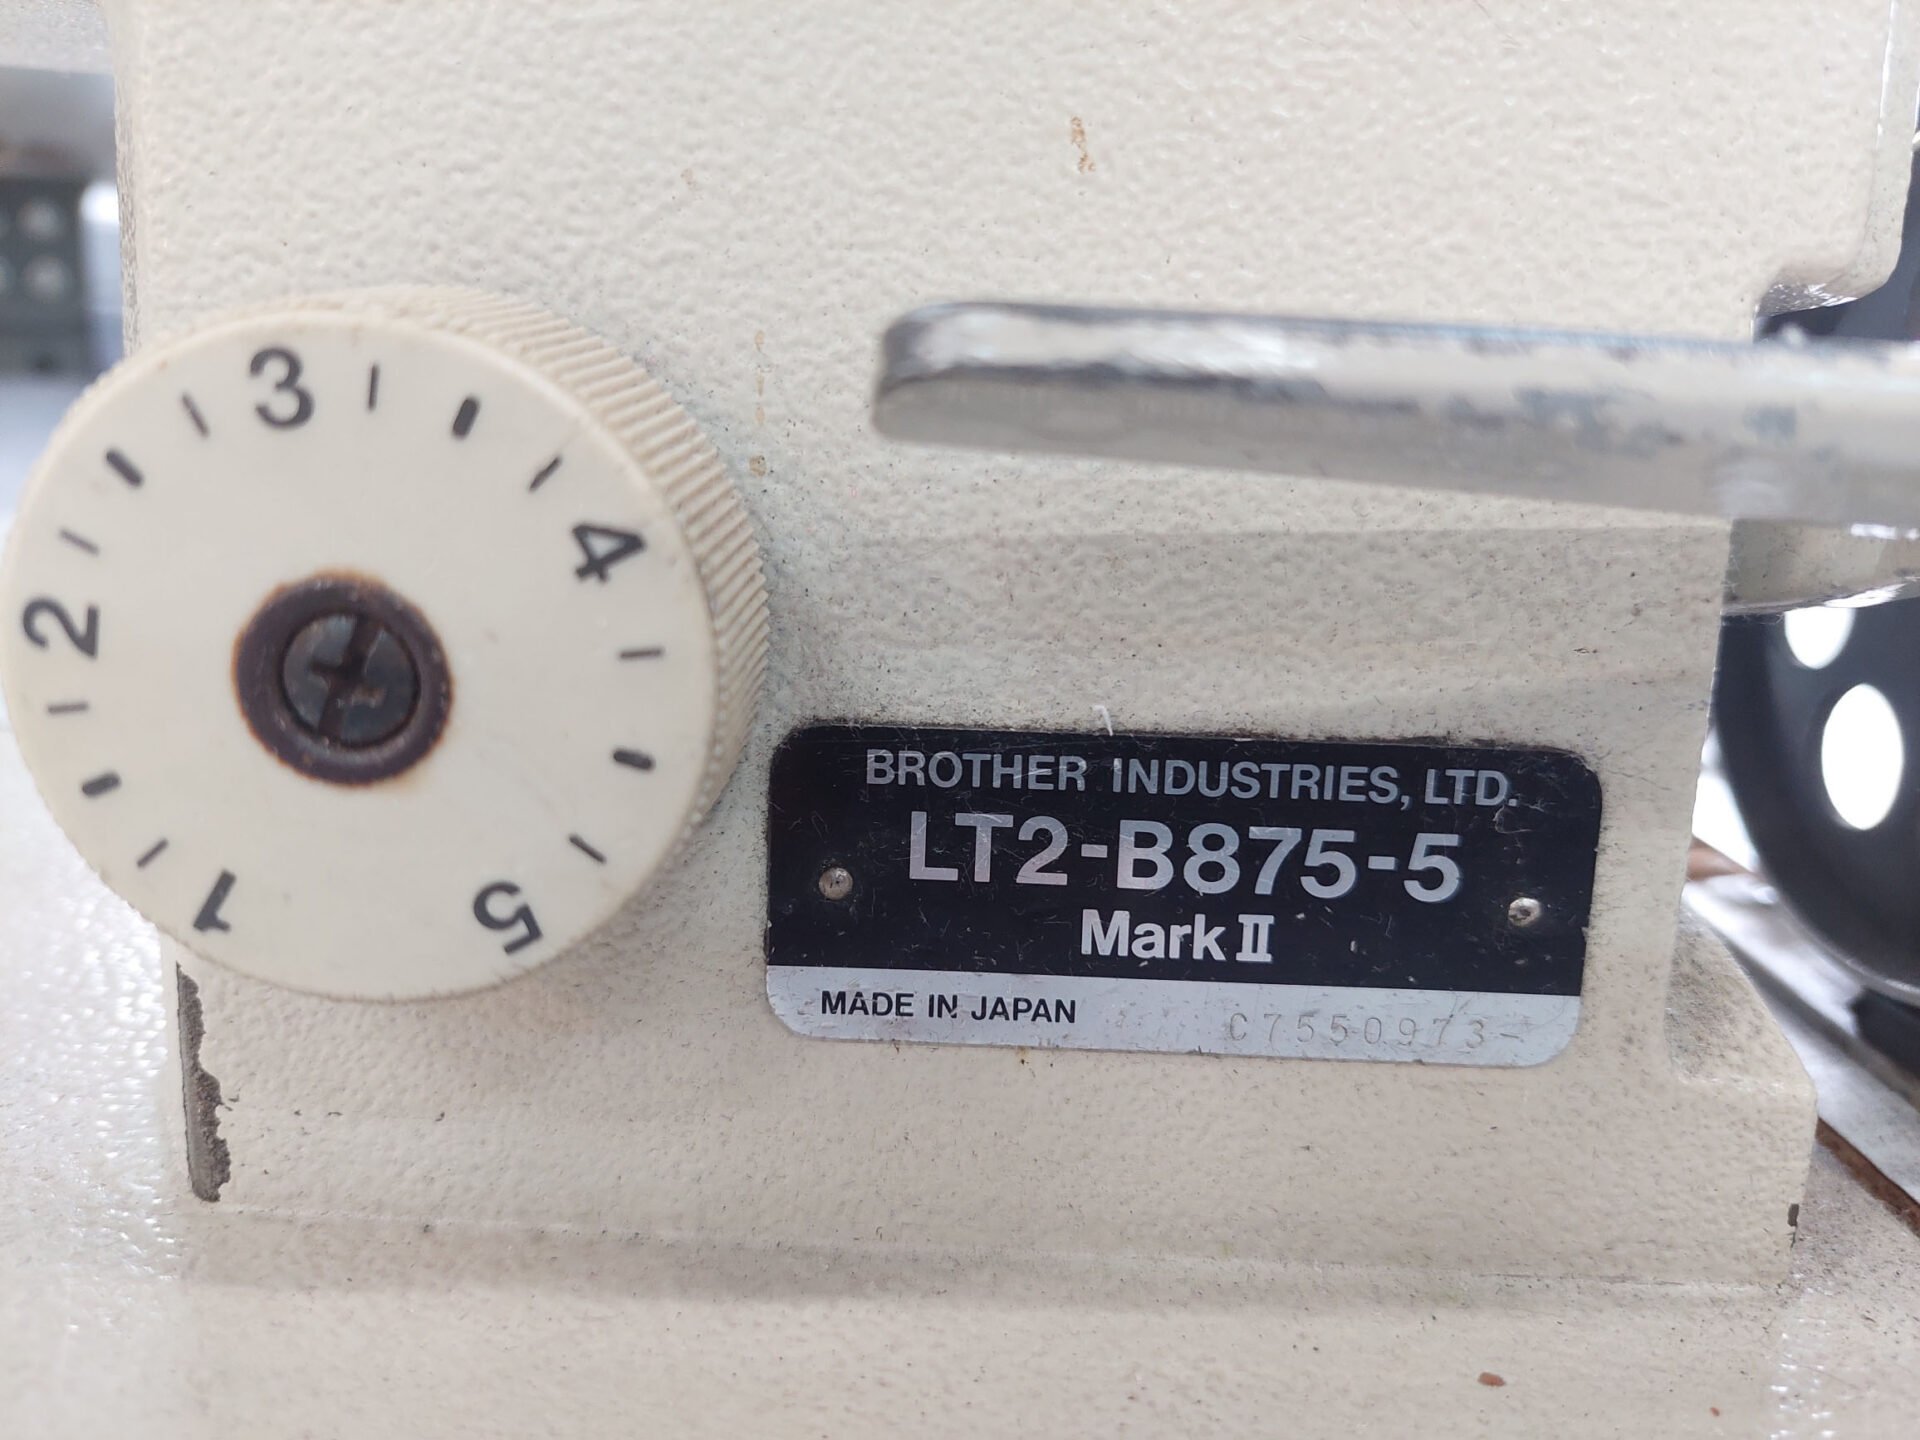 3
4
2
1
5
BROTHER INDUSTRIES, LTD.
LT2-B875-5
Mark II
MADE IN JAPAN C7550973-